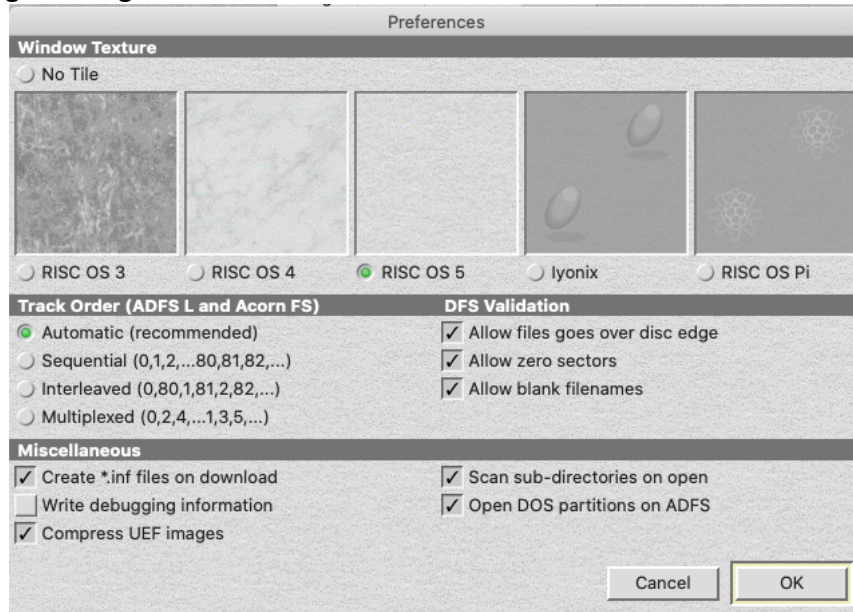 Preferences
Window Texture
No Tile
RISC OS 3 RISC OS 4 RISC OS 5 Iyonix RISC OS Pi
Track Order (ADFS L and Acorn FS)
Automatic (recommended)
Sequential (0,1,2,...80,81,82,...)
Interleaved (0,80,1,81,2,82,...)
Multiplexed (0,2,4,...1,3,5,...)
DFS Validation
Allow files goes over disc edge
Allow zero sectors
Allow blank filenames
Miscellaneous
Create *.inf files on download
Write debugging information
Compress UEF images
Scan sub-directories on open
Open DOS partitions on ADFS
Cancel OK